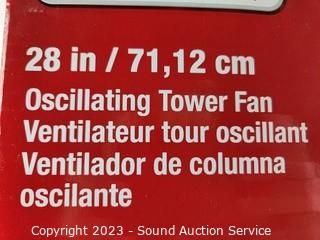 28 in / 71,12 cm
Oscillating Tower Fan
Ventilateur tour oscillant
Ventilador de columna
oscilante
Copyright 2023 - Sound Auction Service